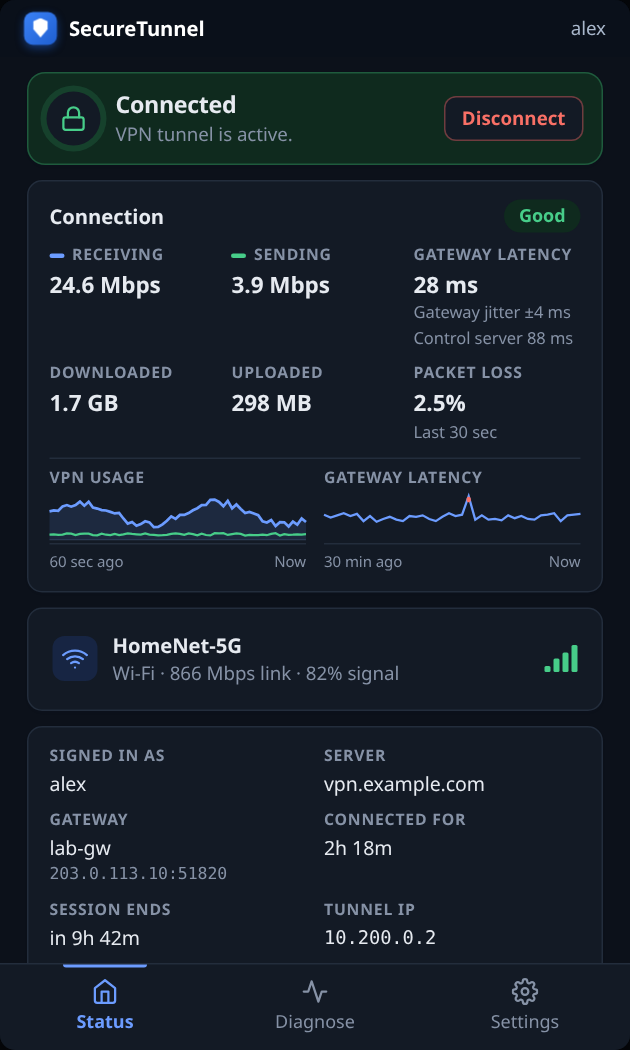 SecureTunnel
alex
Connected
VPN tunnel is active.
Disconnect
Connection
Good
RECEIVING
SENDING
GATEWAY LATENCY
24.6 Mbps
3.9 Mbps
28 ms
Gateway jitter ±4 ms
Control server 88 ms
DOWNLOADED
UPLOADED
PACKET LOSS
1.7 GB
298 MB
2.5%
Last 30 sec
VPN USAGE
GATEWAY LATENCY
60 sec ago
Now
30 min ago
Now
HomeNet-5G
Wi-Fi · 866 Mbps link · 82% signal
SIGNED IN AS
SERVER
alex
vpn.example.com
GATEWAY
CONNECTED FOR
lab-gw
2h 18m
203.0.113.10:51820
SESSION ENDS
TUNNEL IP
in 9h 42m
10.200.0.2
Status
Diagnose
Settings